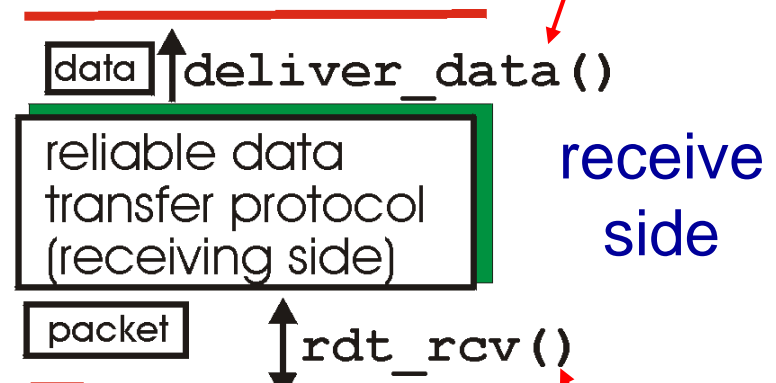 data deliver_data()
reliable data
transfer protocol
(receiving side)
receive
side
packet rdt_rcv()